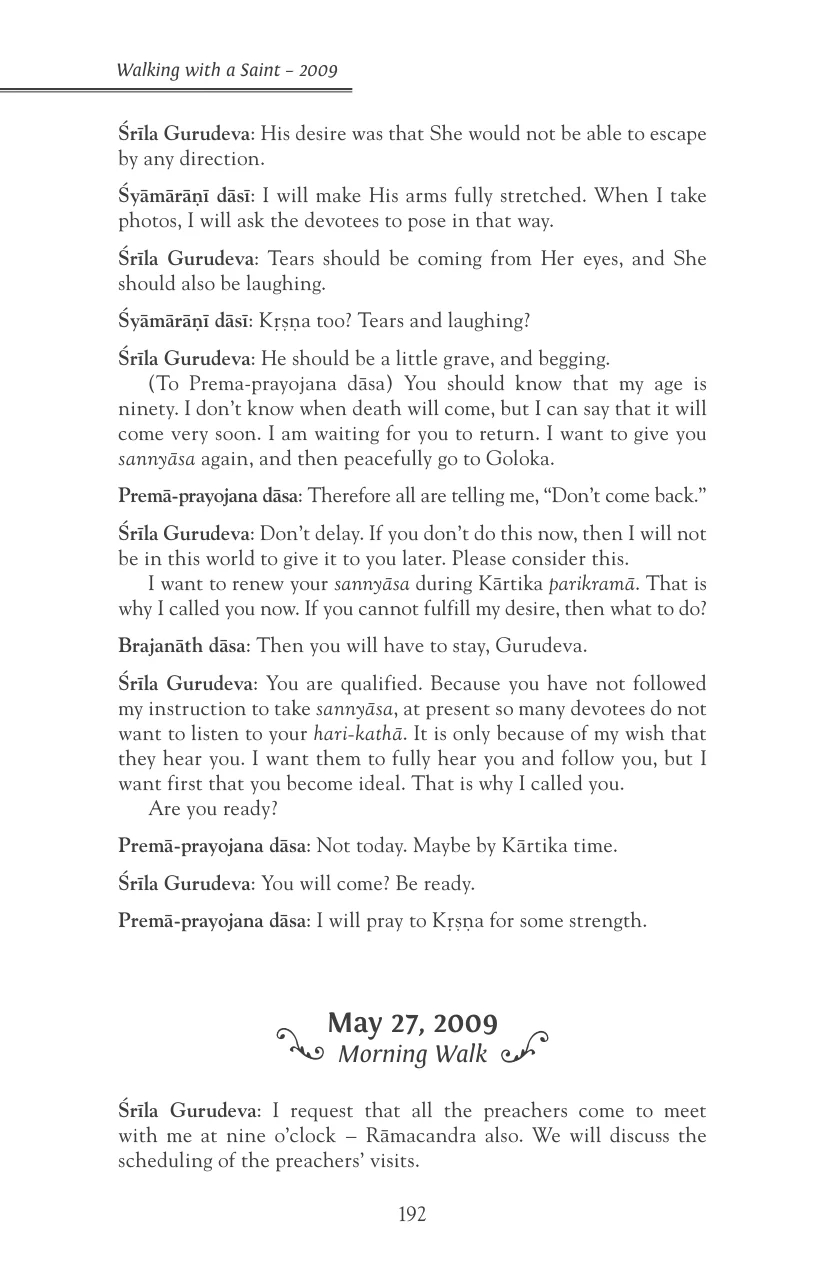 Walking with a Saint – 2009
Śrīla Gurudeva: His desire was that She would not be able to escape
by any direction.
Śyāmārāṇī dāsī: I will make His arms fully stretched. When I take
photos, I will ask the devotees to pose in that way.
Śrīla Gurudeva: Tears should be coming from Her eyes, and She
should also be laughing.
Śyāmārāṇī dāsī: Kṛṣṇa too? Tears and laughing?
Śrīla Gurudeva: He should be a little grave, and begging.
(To Prema-prayojana dāsa) You should know that my age is
ninety. I don’t know when death will come, but I can say that it will
come very soon. I am waiting for you to return. I want to give you
sannyāsa again, and then peacefully go to Goloka.
Premā-prayojana dāsa: Therefore all are telling me, “Don’t come back.”
Śrīla Gurudeva: Don’t delay. If you don’t do this now, then I will not
be in this world to give it to you later. Please consider this.
I want to renew your sannyāsa during Kārtika parikramā. That is
why I called you now. If you cannot fulfill my desire, then what to do?
Brajanāth dāsa: Then you will have to stay, Gurudeva.
Śrīla Gurudeva: You are qualified. Because you have not followed
my instruction to take sannyāsa, at present so many devotees do not
want to listen to your hari-kathā. It is only because of my wish that
they hear you. I want them to fully hear you and follow you, but I
want first that you become ideal. That is why I called you.
Are you ready?
Premā-prayojana dāsa: Not today. Maybe by Kārtika time.
Śrīla Gurudeva: You will come? Be ready.
Premā-prayojana dāsa: I will pray to Kṛṣṇa for some strength.
May 27, 2009
Morning Walk
Śrīla Gurudeva: I request that all the preachers come to meet
with me at nine o’clock – Rāmacandra also. We will discuss the
scheduling of the preachers’ visits.
192